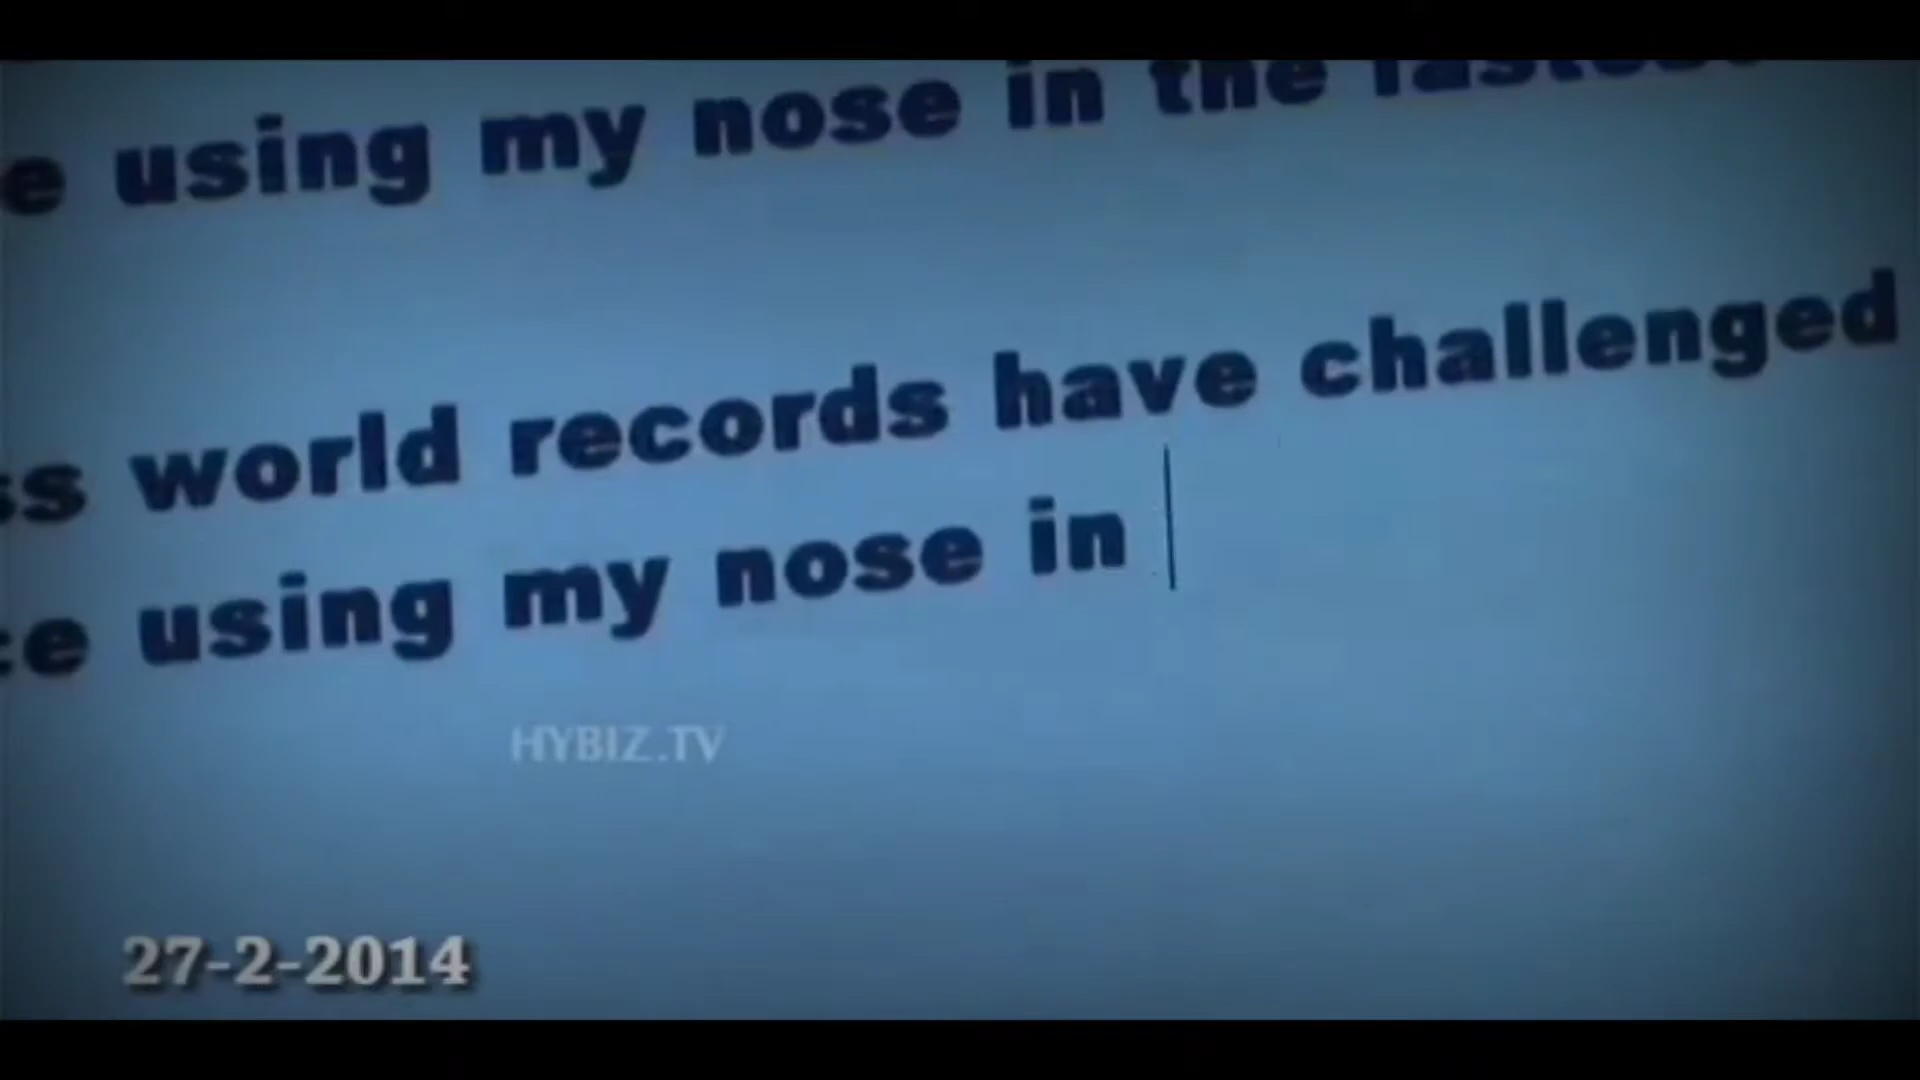 e using my nose in the fastest
ss world records have challenged
ce using my nose in
HYBIZ.TV
27-2-2014